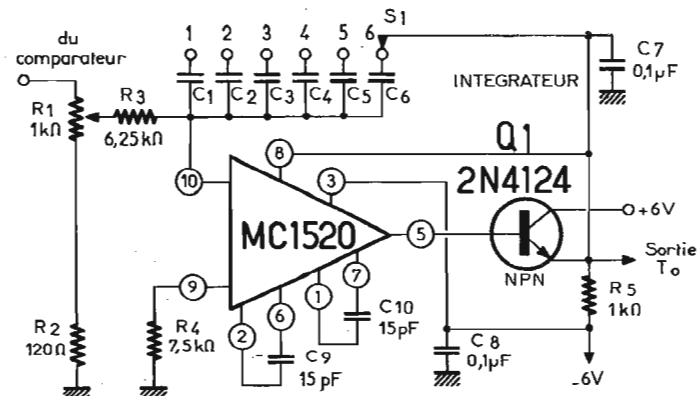 du
comparateur
1 2 3 4 5 6 S1
C1 C2 C3 C4 C5 C6
C7
0,1µF
INTEGRATEUR
R1
1kΩ
R3
6,25kΩ
Q1
2N4124
10
8
3
MC1520
5
+6V
NPN
Sortie
To
9
7
1
6
2
C10
15pF
R5
1kΩ
R2
120Ω
R4
7,5kΩ
C9
15pF
C8
0,1µF
-6V